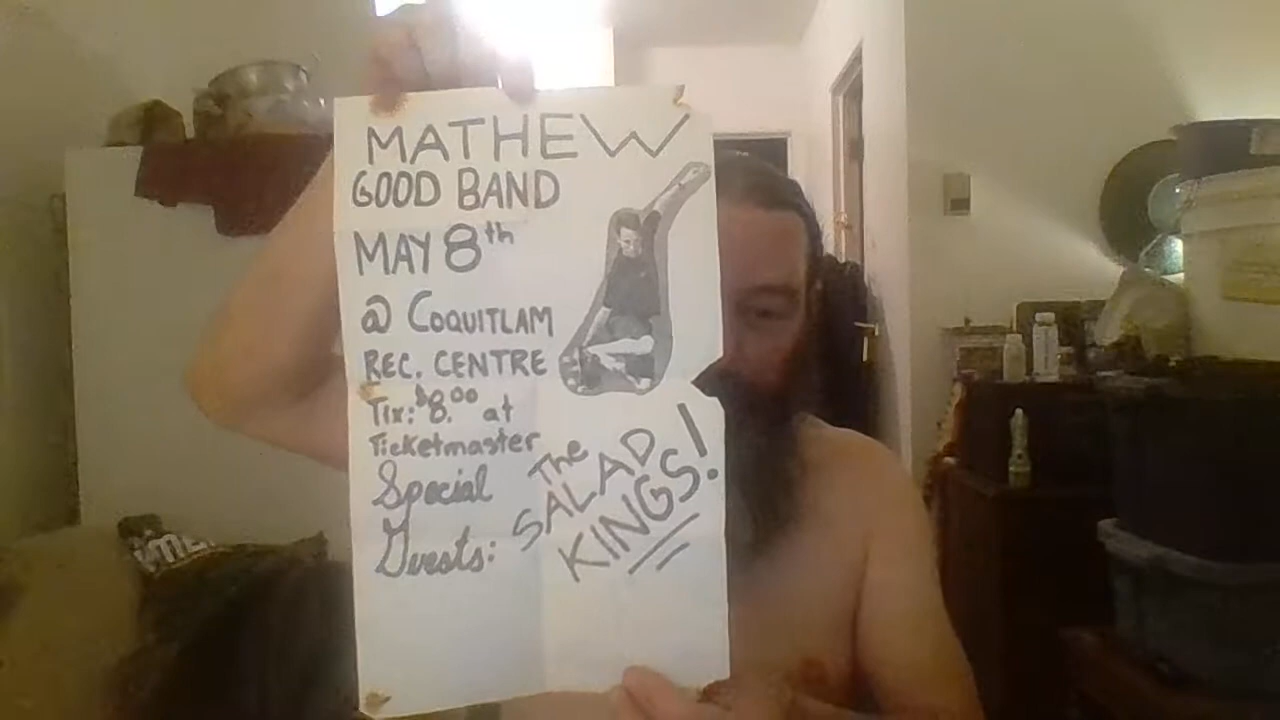 MATHEW
GOOD BAND
MAY 8th
@ COQUITLAM
REC. CENTRE
Tix: $8.00 at
Ticketmaster
Special
Guests:
The
SALAD
KINGS!